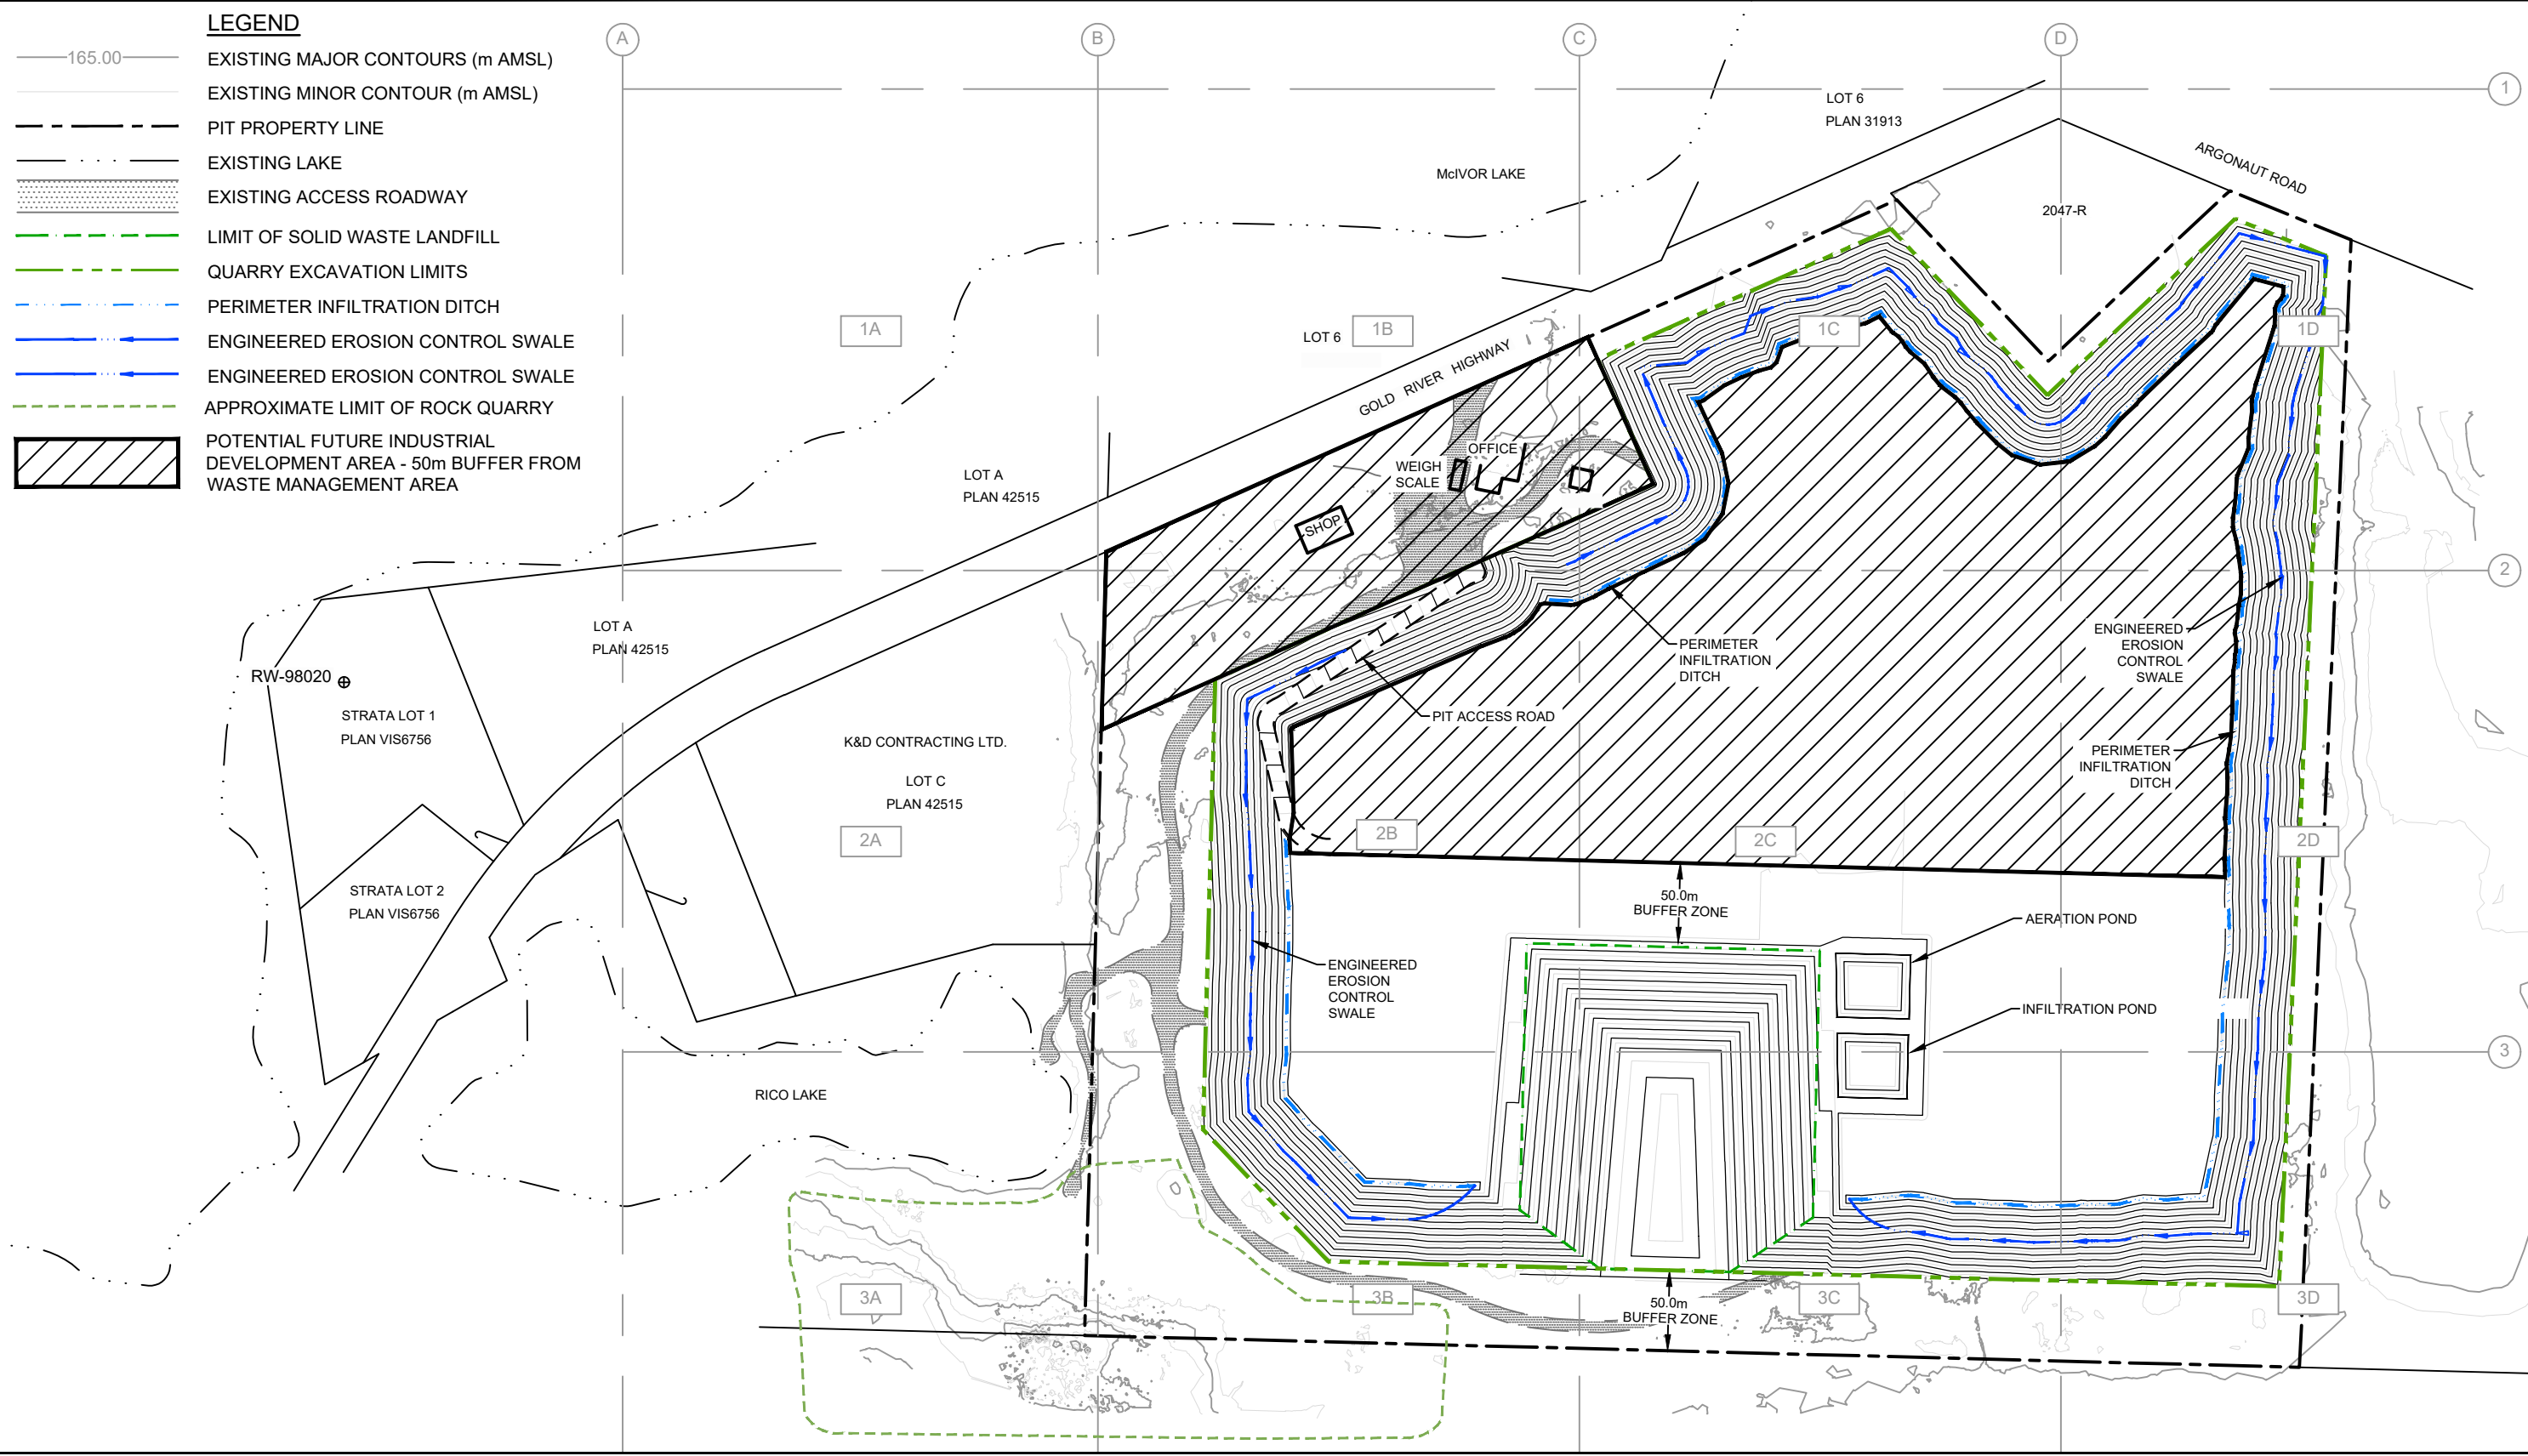 LEGEND
165.00
EXISTING MAJOR CONTOURS (m AMSL)
EXISTING MINOR CONTOUR (m AMSL)
PIT PROPERTY LINE
EXISTING LAKE
EXISTING ACCESS ROADWAY
LIMIT OF SOLID WASTE LANDFILL
QUARRY EXCAVATION LIMITS
PERIMETER INFILTRATION DITCH
ENGINEERED EROSION CONTROL SWALE
ENGINEERED EROSION CONTROL SWALE
APPROXIMATE LIMIT OF ROCK QUARRY
POTENTIAL FUTURE INDUSTRIAL
DEVELOPMENT AREA - 50m BUFFER FROM
WASTE MANAGEMENT AREA
A
B
C
D
1
LOT 6
PLAN 31913
ARGONAUT ROAD
McIVOR LAKE
2047-R
1A
1B
1C
1D
LOT 6
GOLD RIVER HIGHWAY
OFFICE
WEIGH
SCALE
SHOP
LOT A
PLAN 42515
2
LOT A
PLAN 42515
RW-98020
STRATA LOT 1
PLAN VIS6756
K&D CONTRACTING LTD.
LOT C
PLAN 42515
PERIMETER
INFILTRATION
DITCH
PIT ACCESS ROAD
ENGINEERED
EROSION
CONTROL
SWALE
PERIMETER
INFILTRATION
DITCH
2A
2B
2C
2D
STRATA LOT 2
PLAN VIS6756
50.0m
BUFFER ZONE
AERATION POND
ENGINEERED
EROSION
CONTROL
SWALE
INFILTRATION POND
3
RICO LAKE
3A
3B
3C
3D
50.0m
BUFFER ZONE